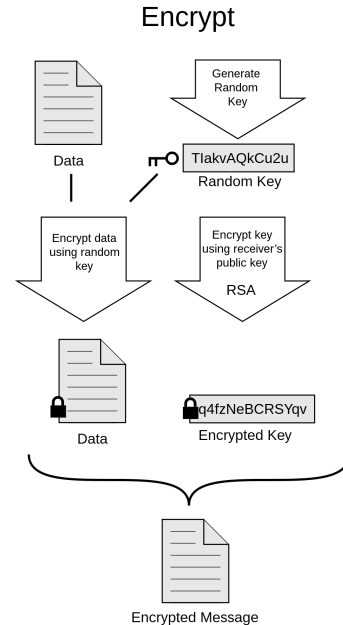 Encrypt
Generate
Random
Key
Data
TIakvAQkCu2u
Random Key
Encrypt data
using random
key
Encrypt key
using receiver's
public key
RSA
q4fzNeBCRSYqv
Data
Encrypted Key
Encrypted Message